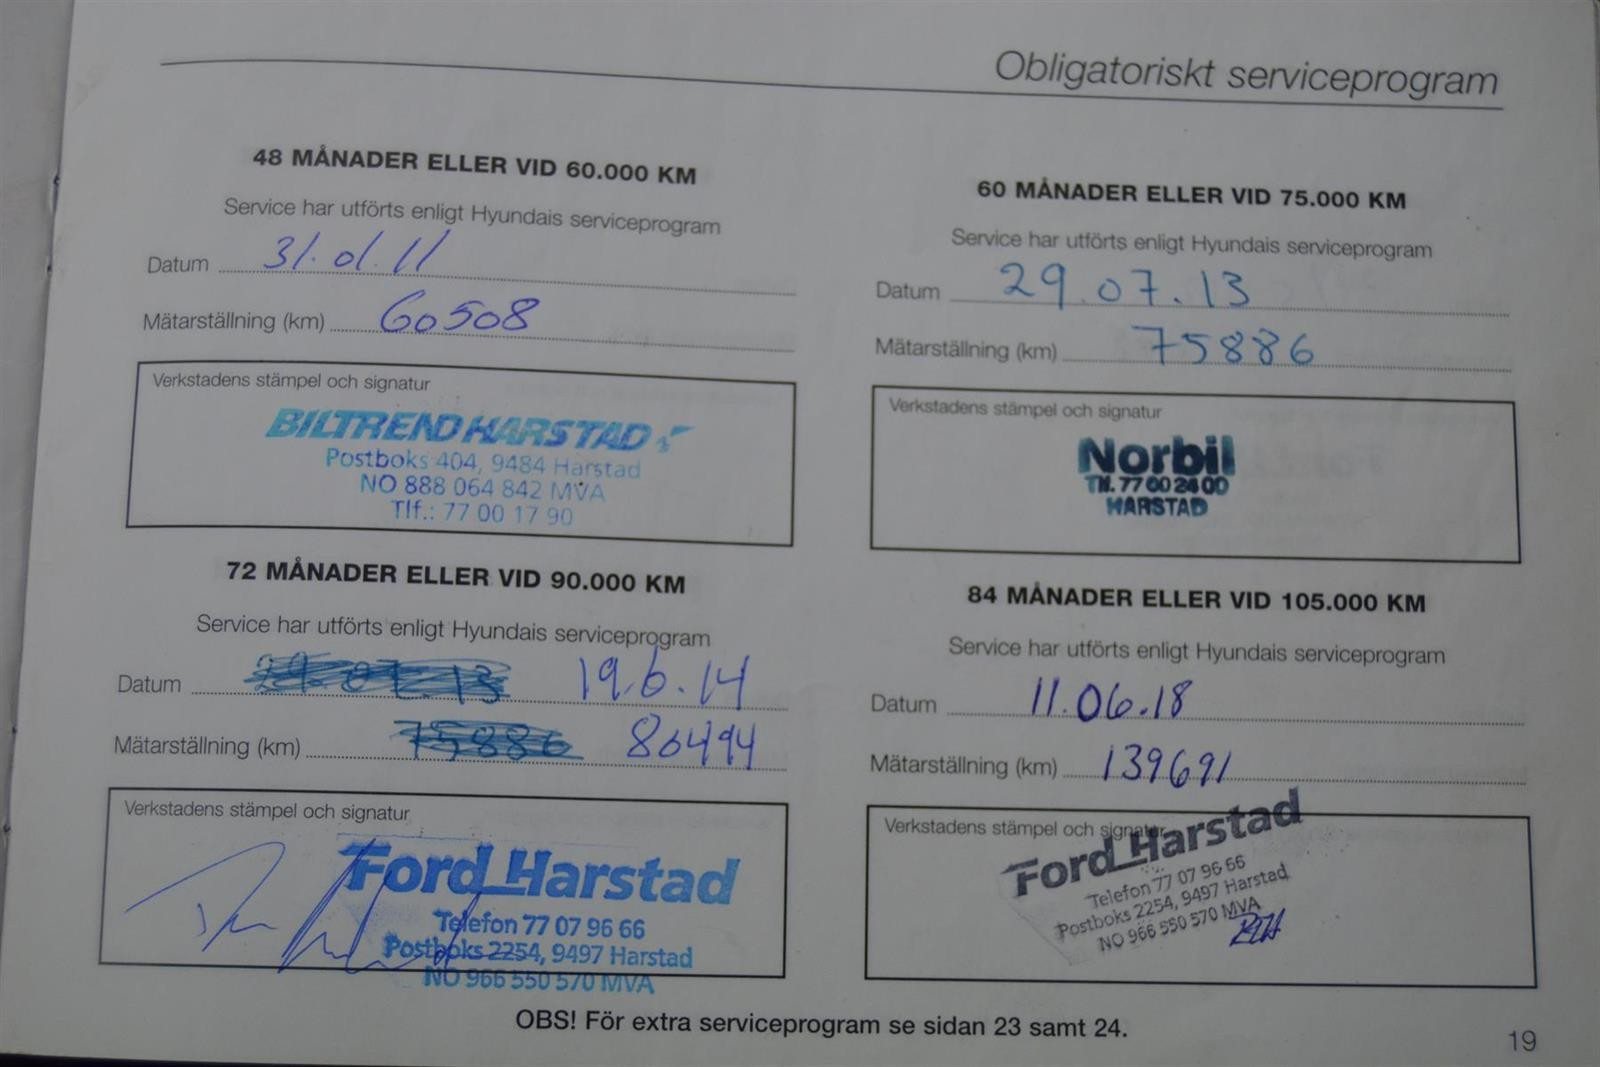 Obligatoriskt serviceprogram
48 MÅNADER ELLER VID 60.000 KM
Service har utförts enligt Hyundais serviceprogram
Datum 31.01.11
Mätarställning (km) 60508
Verkstadens stämpel och signatur
BILTREND HARSTAD
Postboks 404, 9484 Harstad
NO 888 064 842 MVA
Tlf.: 77 00 17 90
60 MÅNADER ELLER VID 75.000 KM
Service har utförts enligt Hyundais serviceprogram
Datum 29.07.13
Mätarställning (km) 75886
Verkstadens stämpel och signatur
Norbil
Tlf. 77 00 24 00
HARSTAD
72 MÅNADER ELLER VID 90.000 KM
Service har utförts enligt Hyundais serviceprogram
Datum 29.07.13 19.6.14
Mätarställning (km) 75886 80494
Verkstadens stämpel och signatur
Ford Harstad
Telefon 77 07 96 66
Postboks 2254, 9497 Harstad
NO 966 550 570 MVA
84 MÅNADER ELLER VID 105.000 KM
Service har utförts enligt Hyundais serviceprogram
Datum 11.06.18
Mätarställning (km) 139691
Verkstadens stämpel och signatur
Ford Harstad
Telefon 77 07 96 66
Postboks 2254, 9497 Harstad
NO 966 550 570 MVA
OBS! För extra serviceprogram se sidan 23 samt 24.
19